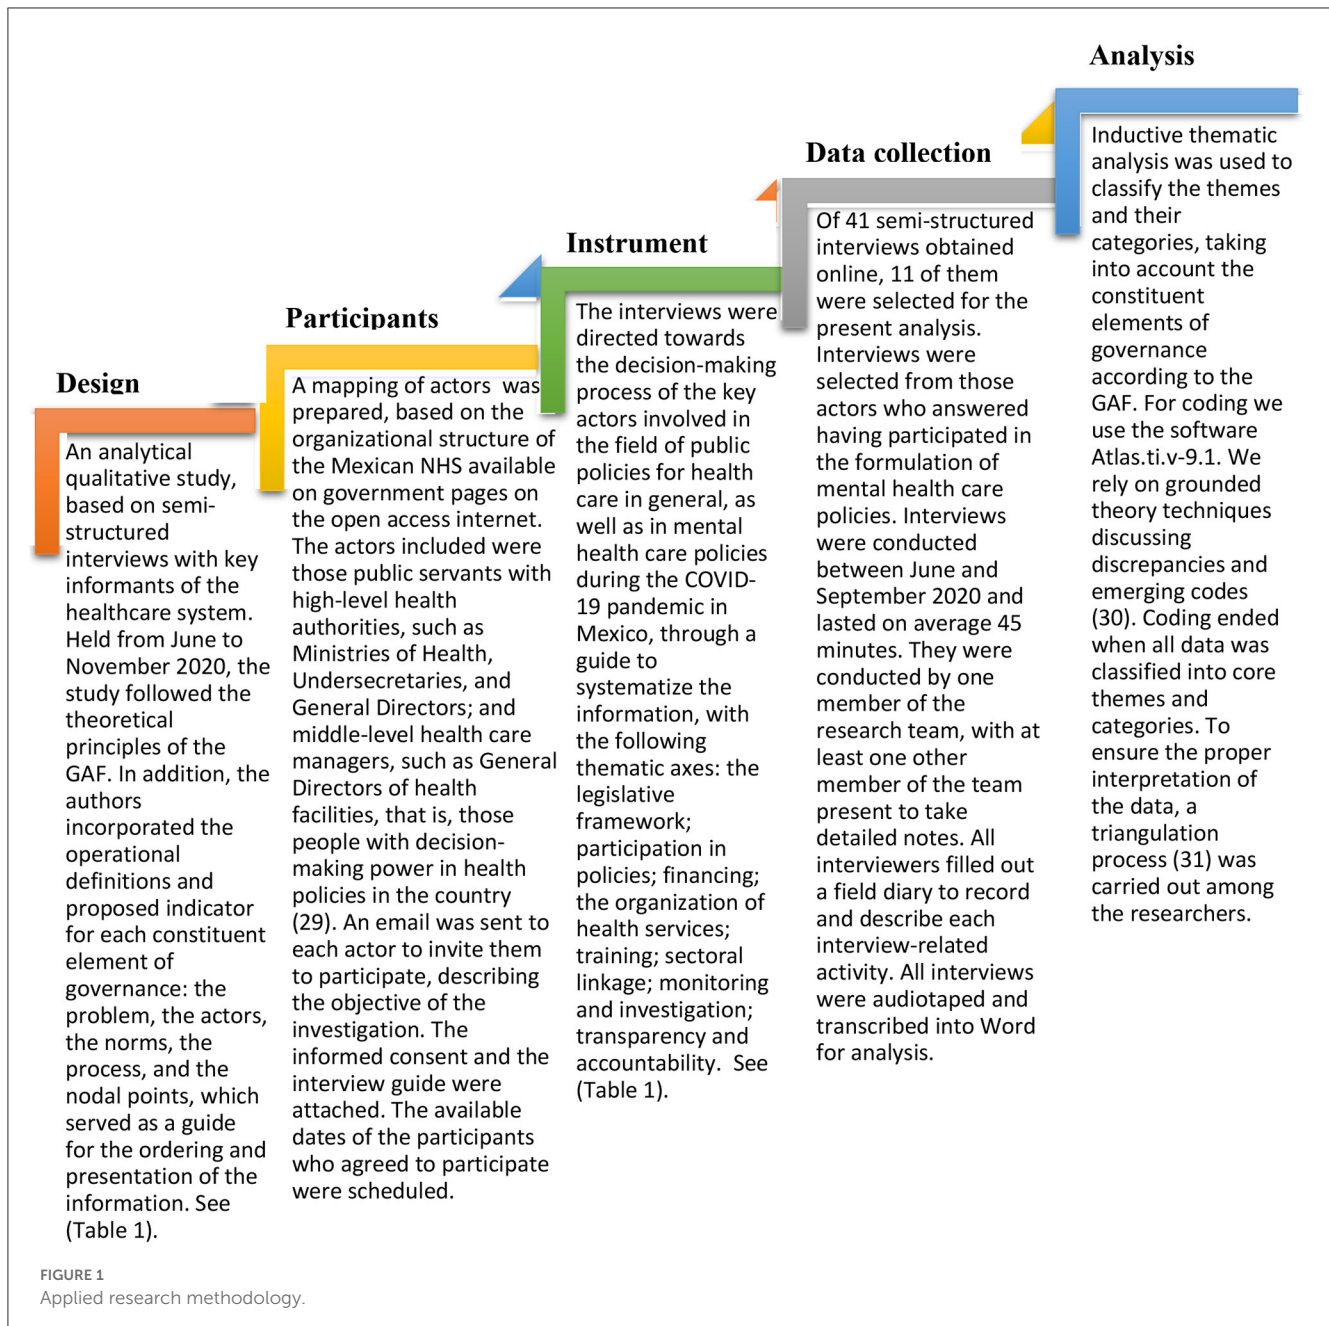 Design
An analytical
qualitative study,
based on semi-
structured
interviews with key
informants of the
healthcare system.
Held from June to
November 2020, the
study followed the
theoretical
principles of the
GAF. In addition, the
authors
incorporated the
operational
definitions and
proposed indicator
for each constituent
element of
governance: the
problem, the actors,
the norms, the
process, and the
nodal points, which
served as a guide
for the ordering and
presentation of the
information. See
(Table 1).
Participants
A mapping of actors was
prepared, based on the
organizational structure of
the Mexican NHS available
on government pages on
the open access internet.
The actors included were
those public servants with
high-level health
authorities, such as
Ministries of Health,
Undersecretaries, and
General Directors; and
middle-level health care
managers, such as General
Directors of health
facilities, that is, those
people with decision-
making power in health
policies in the country
(29). An email was sent to
each actor to invite them
to participate, describing
the objective of the
investigation. The
informed consent and the
interview guide were
attached. The available
dates of the participants
who agreed to participate
were scheduled.
Instrument
The interviews were
directed towards
the decision-making
process of the key
actors involved in
the field of public
policies for health
care in general, as
well as in mental
health care policies
during the COVID-
19 pandemic in
Mexico, through a
guide to
systematize the
information, with
the following
thematic axes: the
legislative
framework;
participation in
policies; financing;
the organization of
health services;
training; sectoral
linkage; monitoring
and investigation;
transparency and
accountability. See
(Table 1).
Data collection
Of 41 semi-structured
interviews obtained
online, 11 of them
were selected for the
present analysis.
Interviews were
selected from those
actors who answered
having participated in
the formulation of
mental health care
policies. Interviews
were conducted
between June and
September 2020 and
lasted on average 45
minutes. They were
conducted by one
member of the
research team, with at
least one other
member of the team
present to take
detailed notes. All
interviewers filled out
a field diary to record
and describe each
interview-related
activity. All interviews
were audiotaped and
transcribed into Word
for analysis.
Analysis
Inductive thematic
analysis was used to
classify the themes
and their
categories, taking
into account the
constituent
elements of
governance
according to the
GAF. For coding we
use the software
Atlas.ti.v-9.1. We
rely on grounded
theory techniques
discussing
discrepancies and
emerging codes
(30). Coding ended
when all data was
classified into core
themes and
categories. To
ensure the proper
interpretation of
the data, a
triangulation
process (31) was
carried out among
the researchers.
FIGURE 1
Applied research methodology.